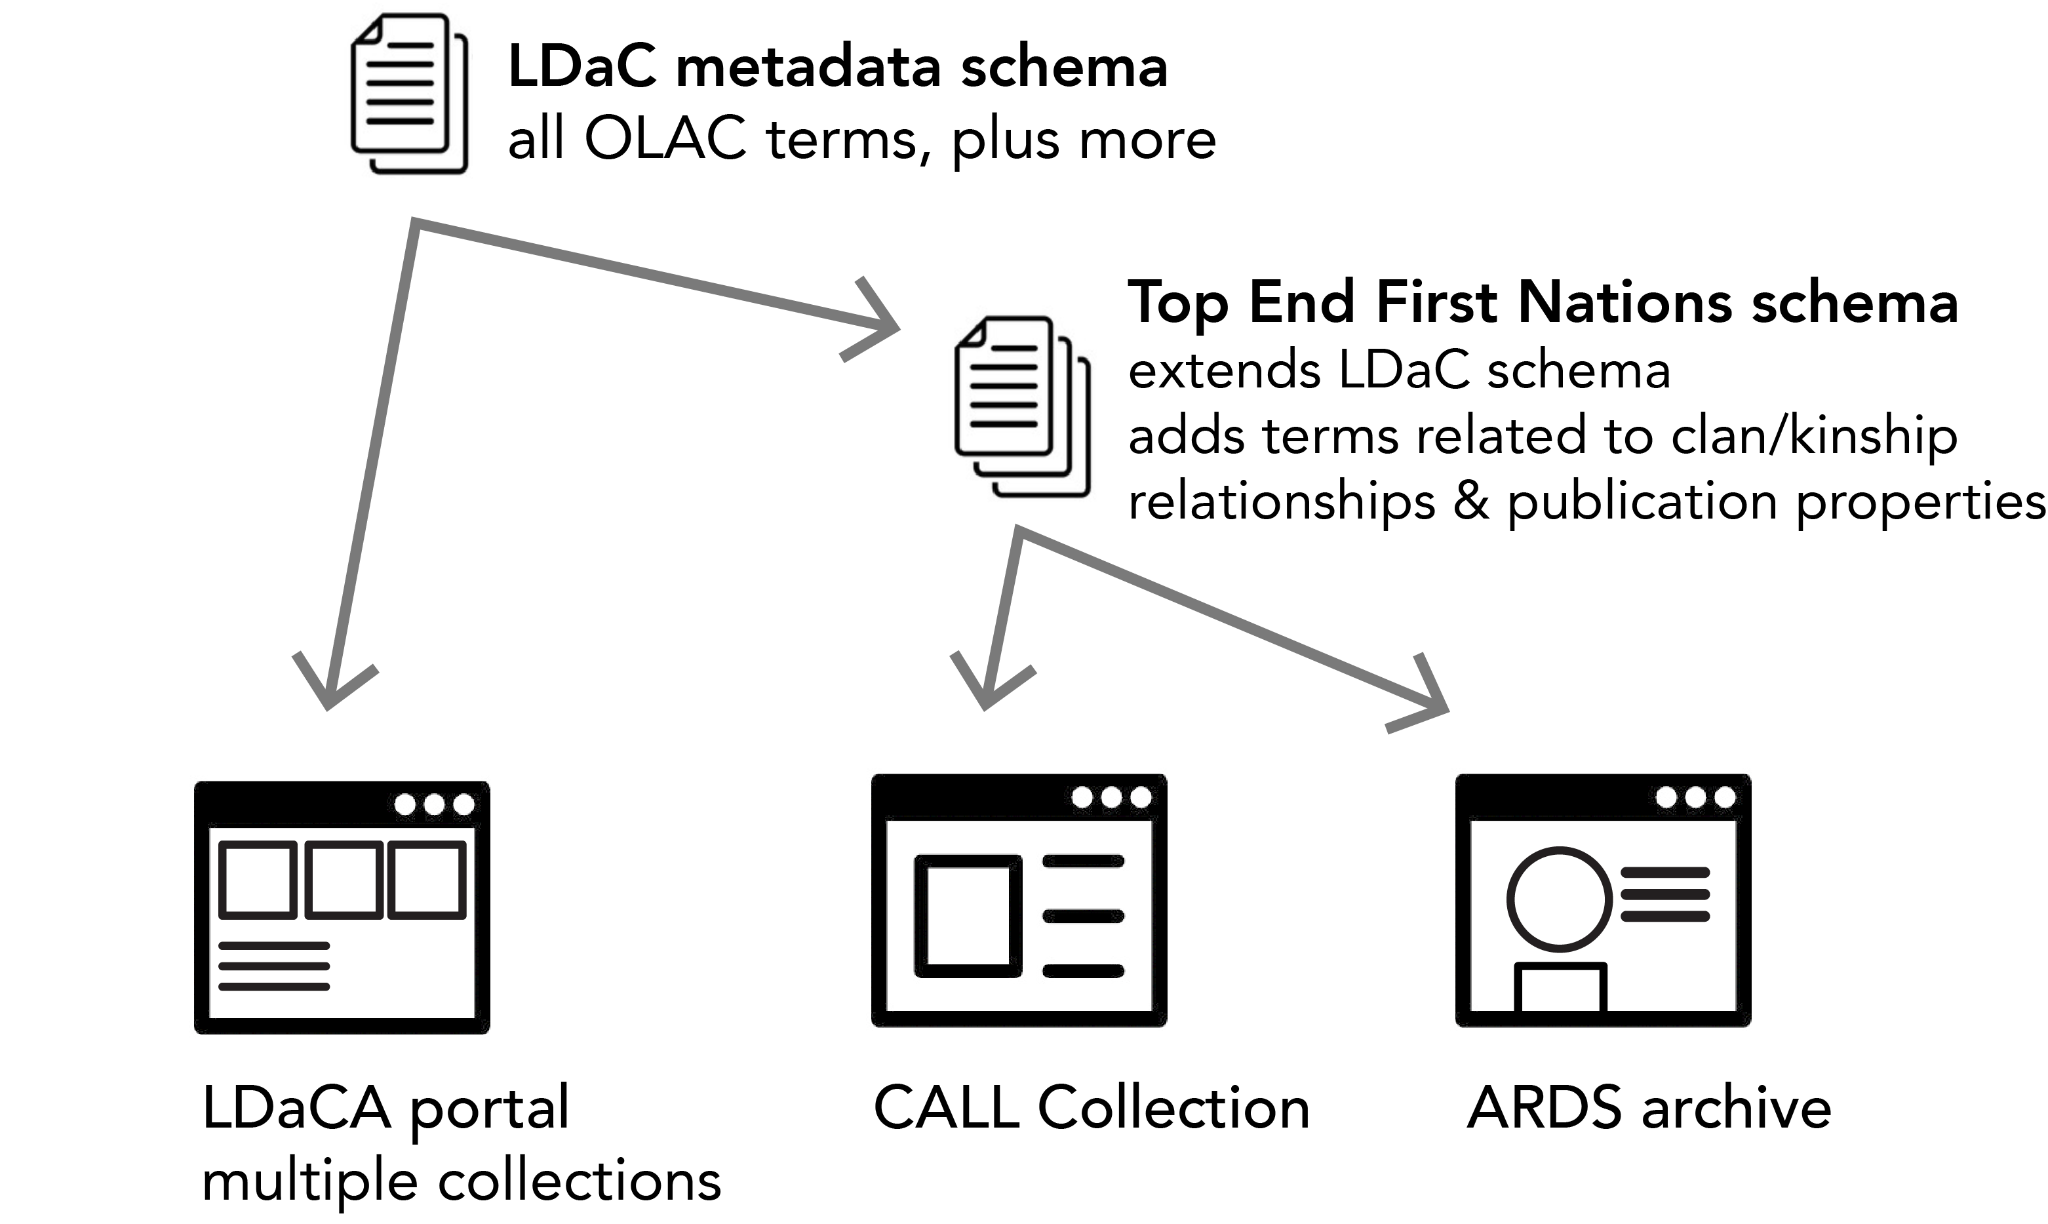 LDaC metadata schema
all OLAC terms, plus more
Top End First Nations schema
extends LDaC schema
adds terms related to clan/kinship
relationships & publication properties
LDaCA portal
multiple collections
CALL Collection
ARDS archive